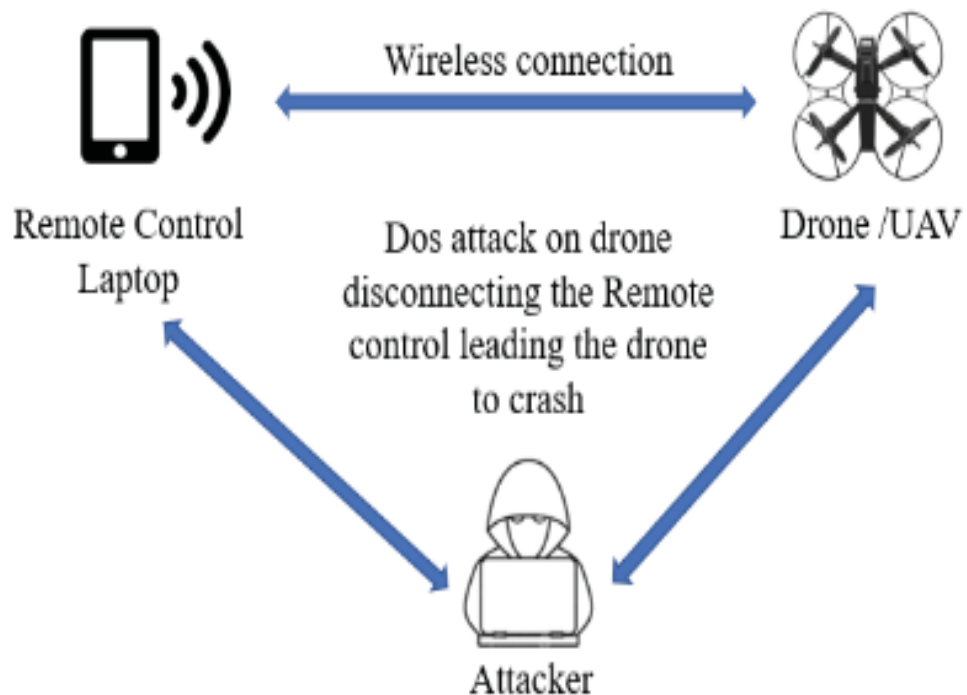 Wireless connection
Remote Control
Laptop
Drone /UAV
Dos attack on drone
disconnecting the Remote
control leading the drone
to crash
Attacker